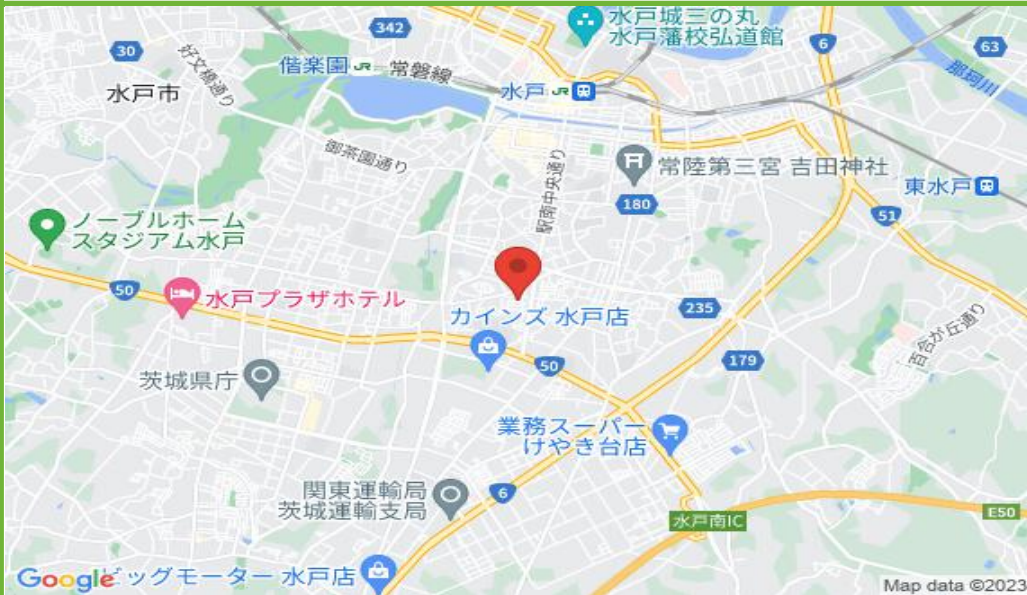 水戸城三の丸
水戸藩校弘道館
342
6
63
30
好文橋通り
偕楽園 JR
常磐線
水戸 JR
那珂川
水戸市
御茶園通り
駅南中央通り
常陸第三宮 吉田神社
東水戸
180
51
ノーブルホーム
スタジアム水戸
50
水戸プラザホテル
235
カインズ 水戸店
百合が丘通り
50
179
茨城県庁
業務スーパー
けやき台店
関東運輸局
茨城運輸支局
6
水戸南IC
E50
Google
ビッグモーター 水戸店
Map data ©2023